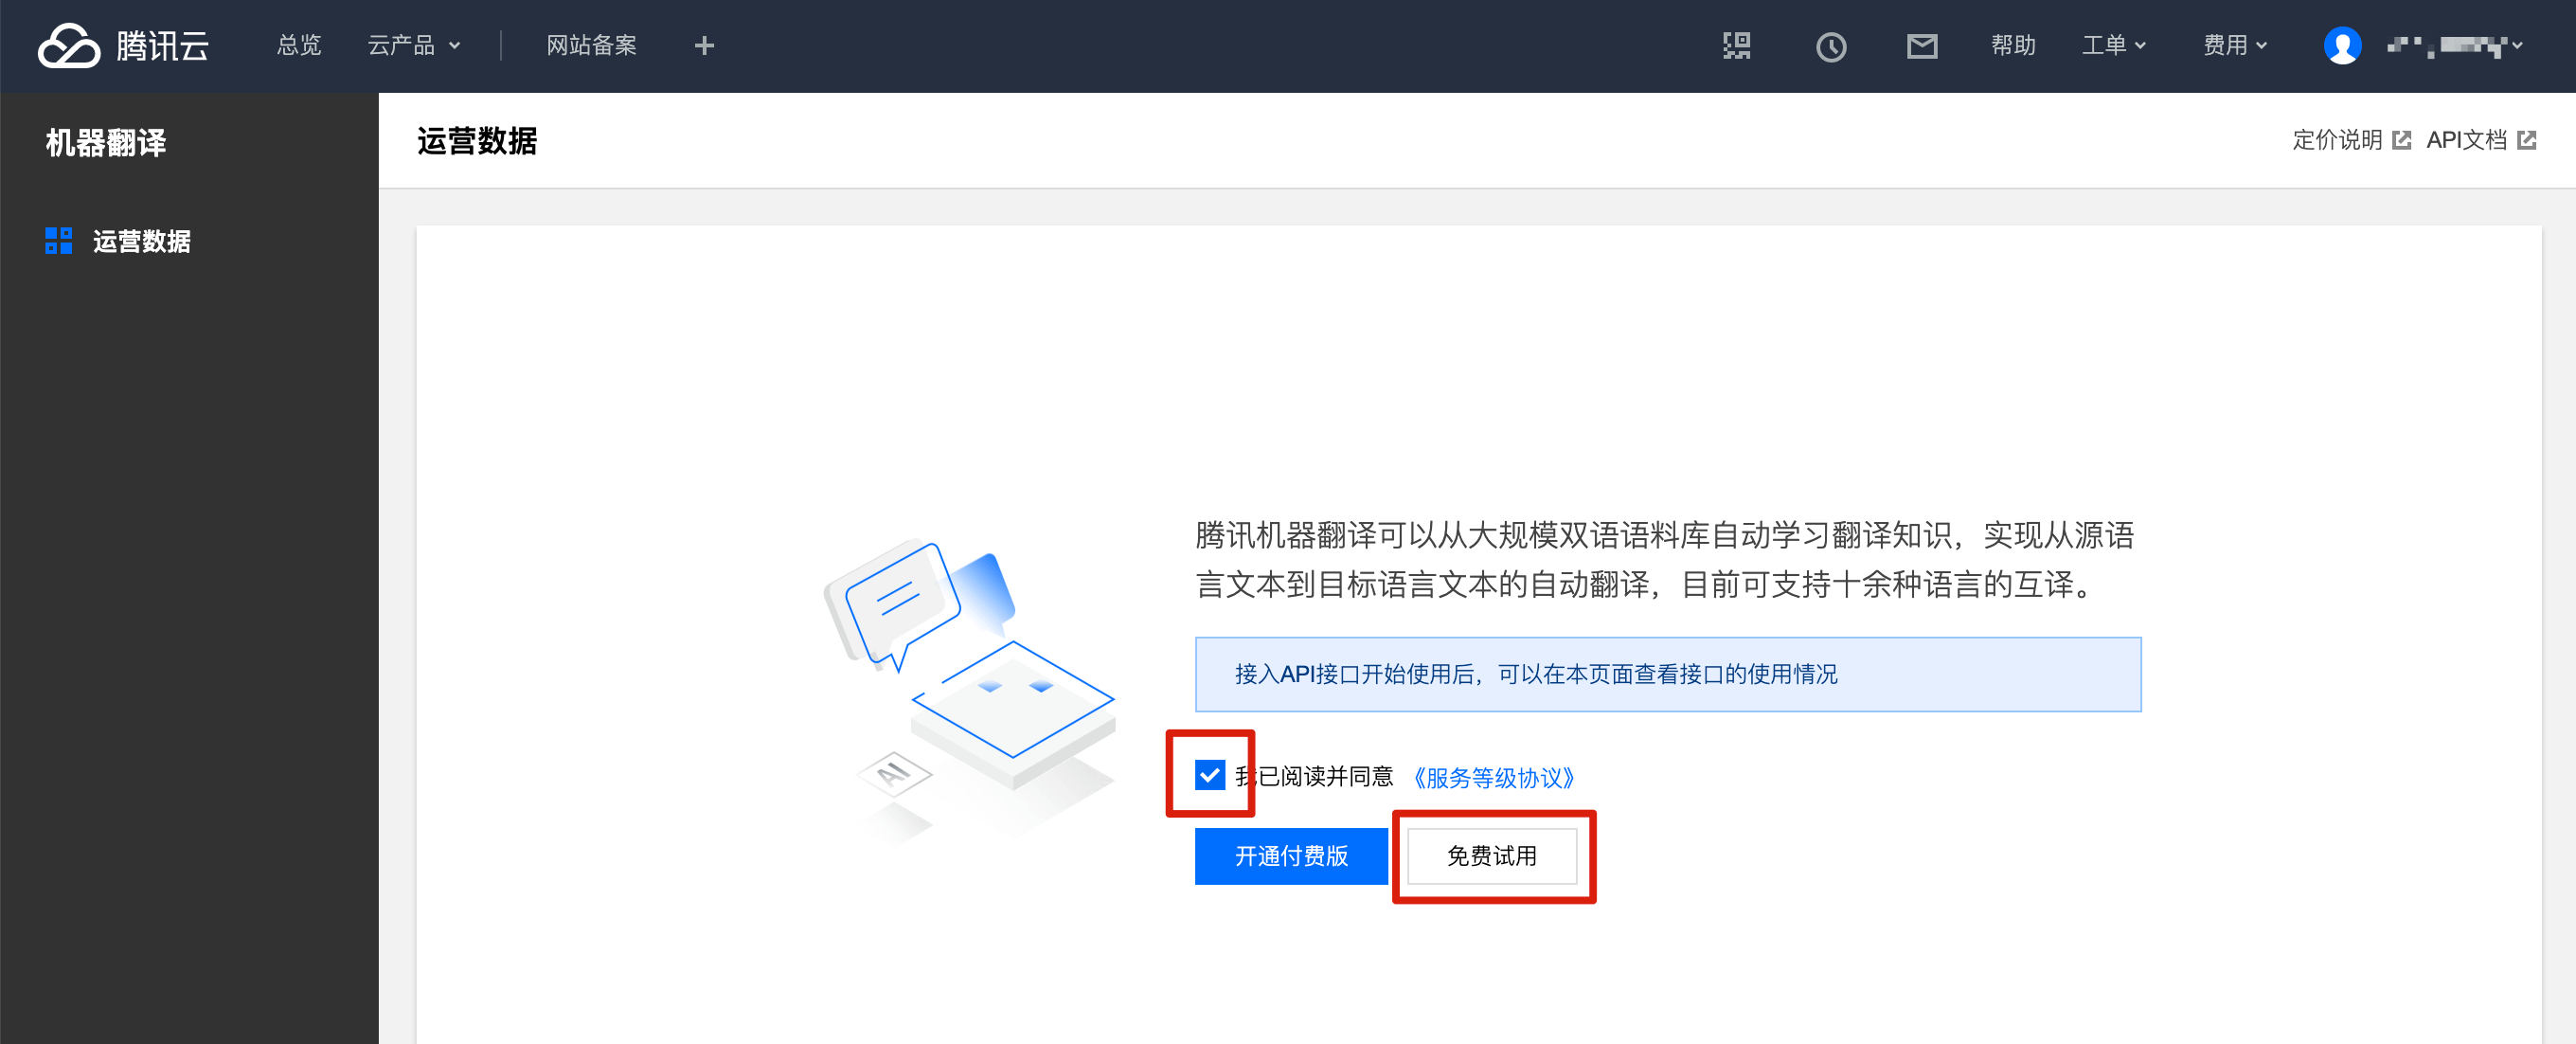 腾讯云 总览 云产品 网站备案 帮助 工单 费用
机器翻译
运营数据
运营数据
定价说明 API文档
腾讯机器翻译可以从大规模双语语料库自动学习翻译知识，实现从源语
言文本到目标语言文本的自动翻译，目前可支持十余种语言的互译。
接入API接口开始使用后，可以在本页面查看接口的使用情况
我已阅读并同意 《服务等级协议》
开通付费版 免费试用
AI